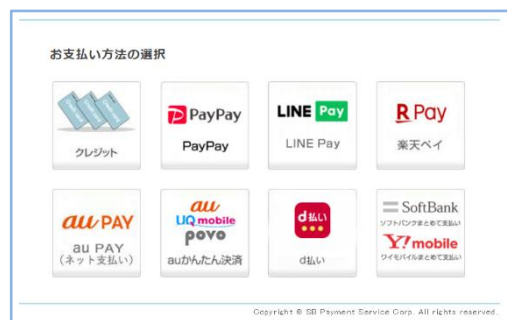 お支払い方法の選択
クレジット
PayPay
PayPay
LINE Pay
LINE Pay
R Pay
楽天ペイ
au PAY
au PAY
(ネット支払い)
au
UQ mobile
povo
auかんたん決済
d払い
d払い
SoftBank
ソフトバンクまとめて支払い
Y! mobile
ワイモバイルまとめて支払い
Copyright © SB Payment Service Corp. All rights reserved.